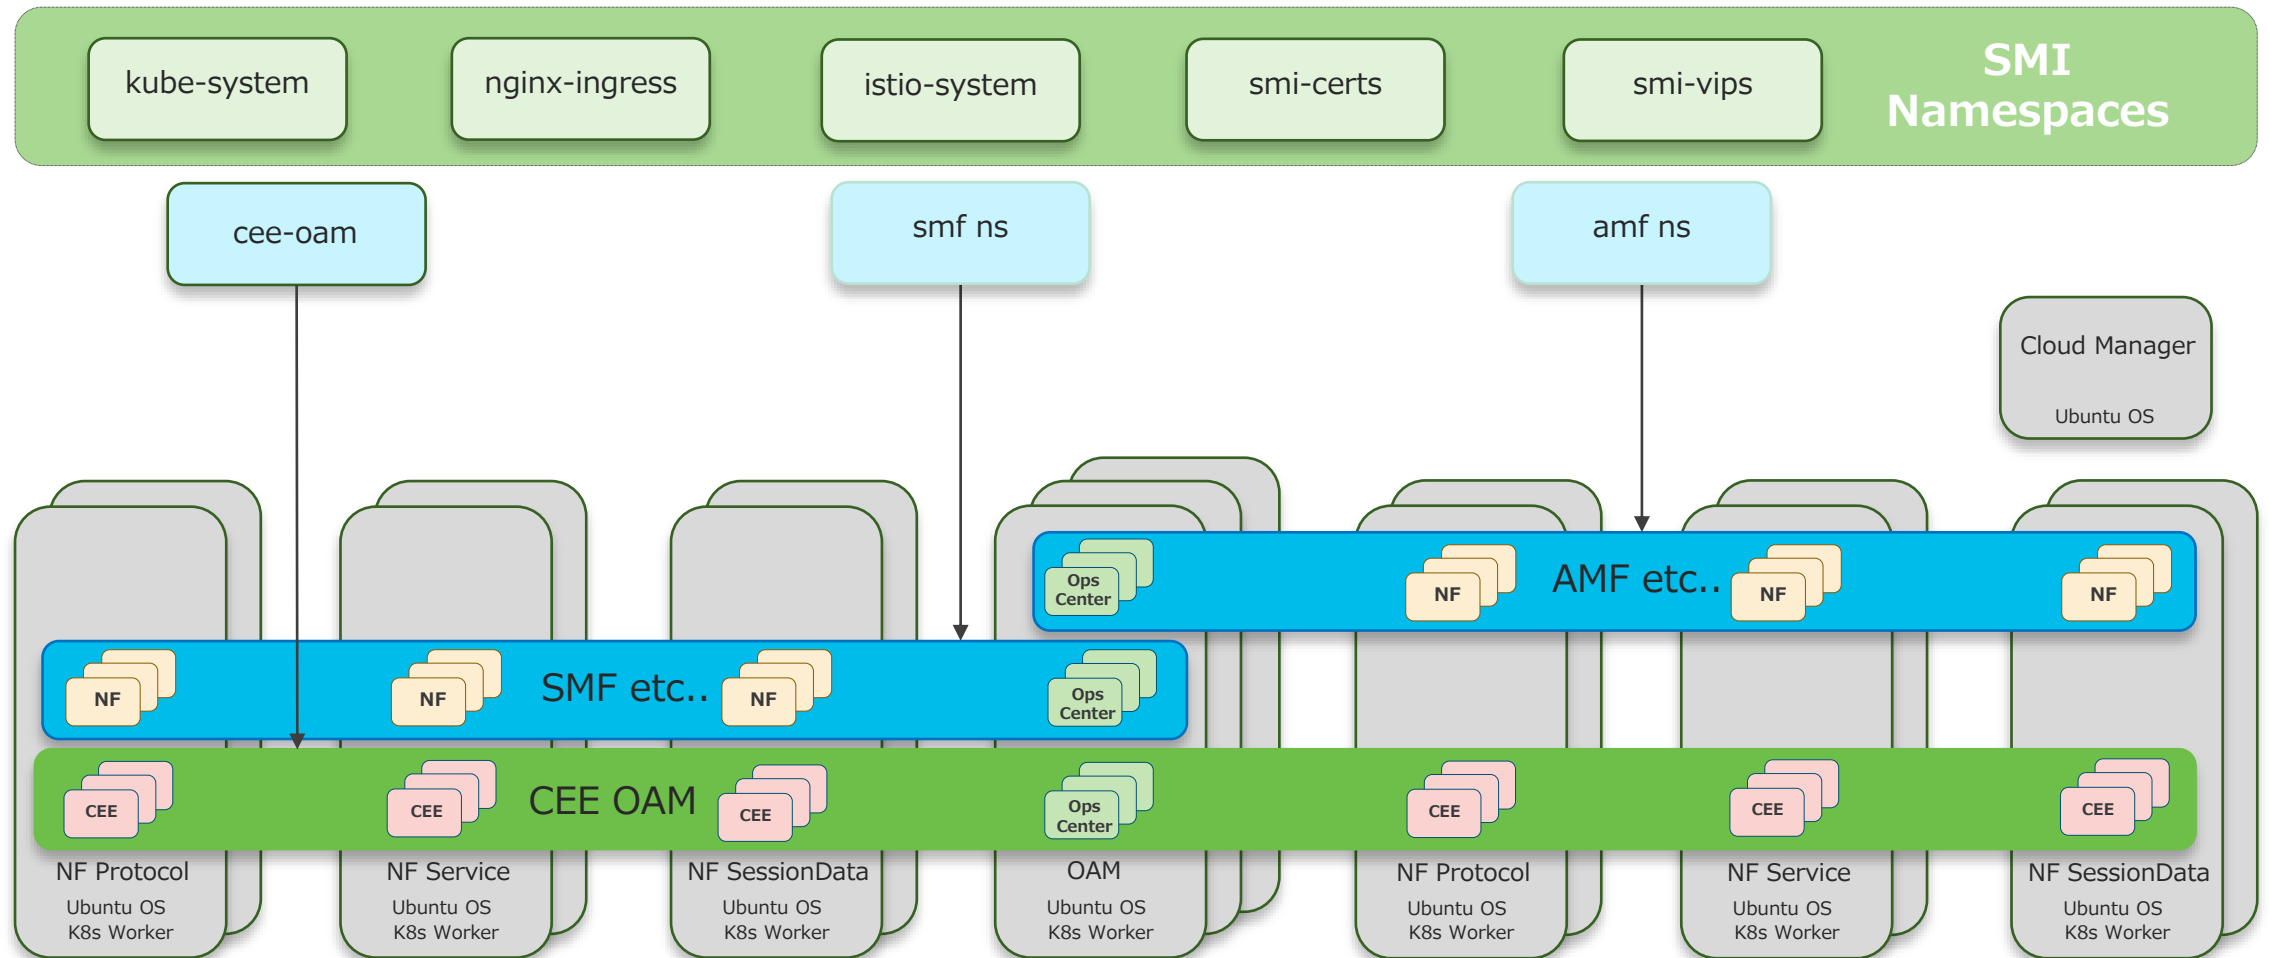 kube-system
nginx-ingress
istio-system
smi-certs
smi-vips
SMI
Namespaces
cee-oam
smf ns
amf ns
Cloud Manager
Ubuntu OS
Ops
Center
NF
AMF etc..
NF
NF
NF
NF
SMF etc..
NF
Ops
Center
CEE
CEE
CEE OAM
CEE
Ops
Center
CEE
CEE
CEE
NF Protocol
Ubuntu OS
K8s Worker
NF Service
Ubuntu OS
K8s Worker
NF SessionData
Ubuntu OS
K8s Worker
OAM
Ubuntu OS
K8s Worker
NF Protocol
Ubuntu OS
K8s Worker
NF Service
Ubuntu OS
K8s Worker
NF SessionData
Ubuntu OS
K8s Worker